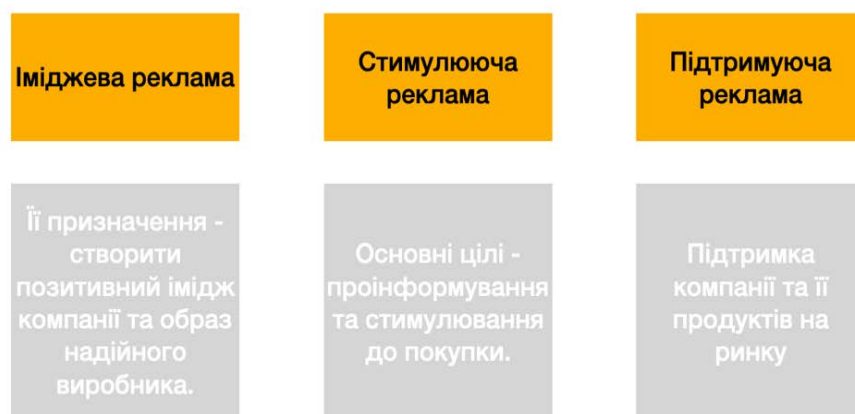 Іміджева реклама
Стимулююча
реклама
Підтримуюча
реклама
Її призначення -
створити
позитивний імідж
компанії та образ
надійного
виробника.
Основні цілі -
проінформування
та стимулювання
до покупки.
Підтримка
компанії та її
продуктів на
ринку